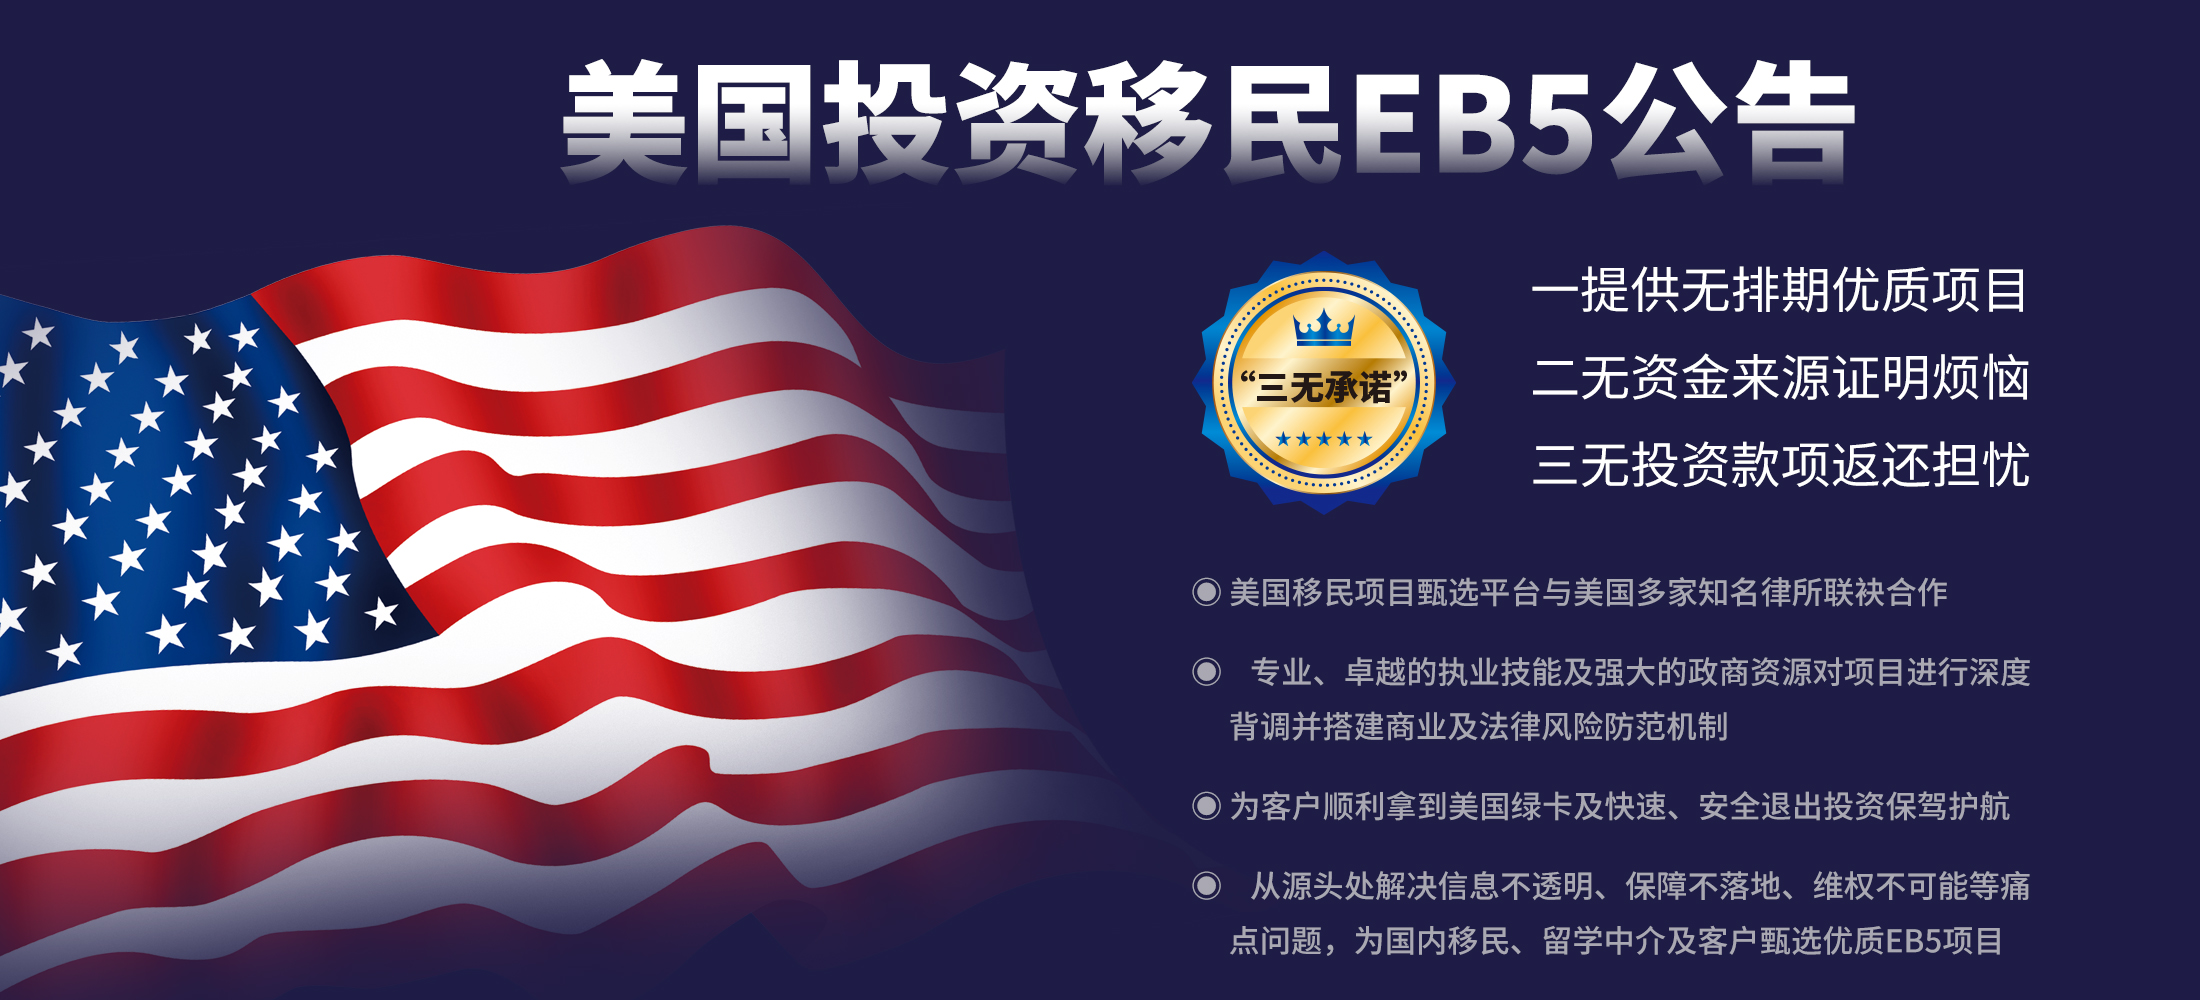 美国投资移民EB5公告
“三无承诺”
一提供无排期优质项目
二无资金来源证明烦恼
三无投资款项返还担忧
◉ 美国移民项目甄选平台与美国多家知名律所联袂合作
◉ 专业、卓越的执业技能及强大的政商资源对项目进行深度
背调并搭建商业及法律风险防范机制
◉ 为客户顺利拿到美国绿卡及快速、安全退出投资保驾护航
◉ 从源头处解决信息不透明、保障不落地、维权不可能等痛
点问题，为国内移民、留学中介及客户甄选优质EB5项目